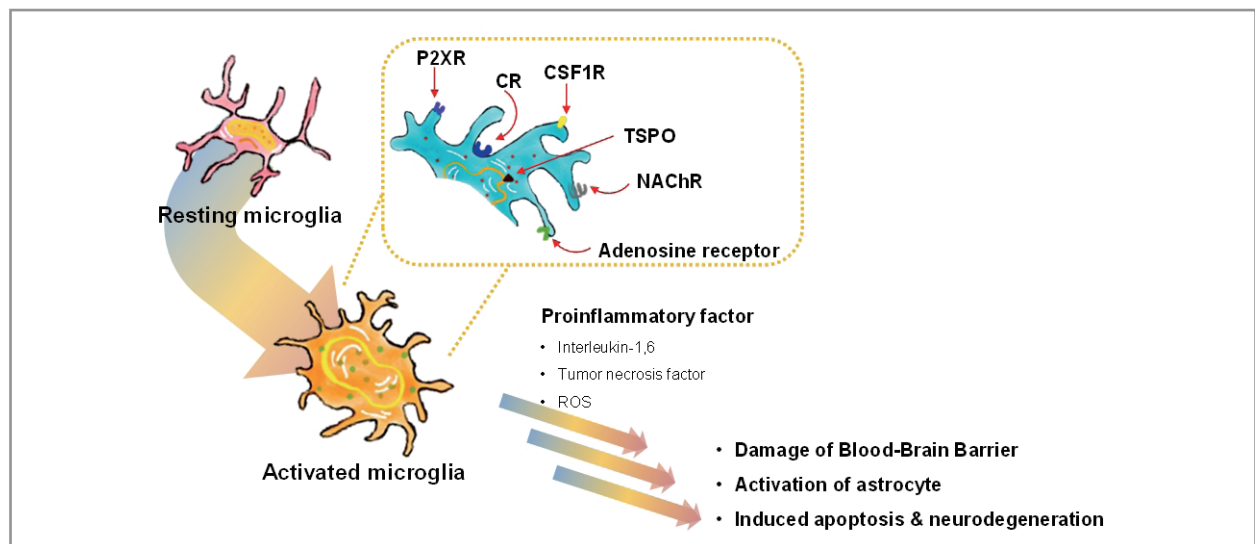 P2XR
CR
CSF1R
TSPO
NAChR
Adenosine receptor
Resting microglia
Activated microglia
Proinflammatory factor
• Interleukin-1,6
• Tumor necrosis factor
• ROS
• Damage of Blood-Brain Barrier
• Activation of astrocyte
• Induced apoptosis & neurodegeneration